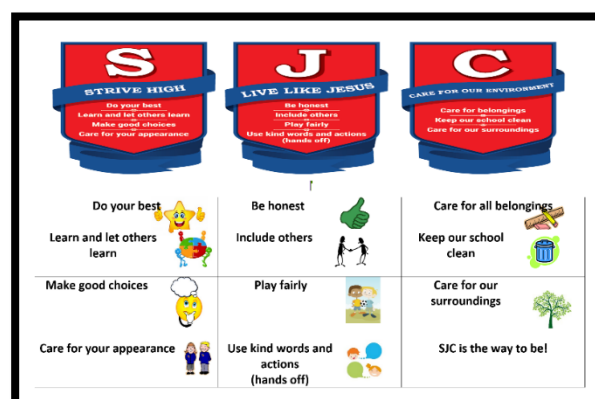 S
STRIVE HIGH
Do your best
Learn and let others learn
Make good choices
Care for your appearance
J
LIVE LIKE JESUS
Be honest
Include others
Play fairly
Use kind words and actions
(hands off)
C
CARE FOR OUR ENVIRONMENT
Care for belongings
Keep our school clean
Care for our surroundings
Do your best
Be honest
Care for all belongings
Learn and let others
learn
Include others
Keep our school
clean
Make good choices
Play fairly
Care for our
surroundings
Care for your appearance
Use kind words and
actions
(hands off)
SJC is the way to be!